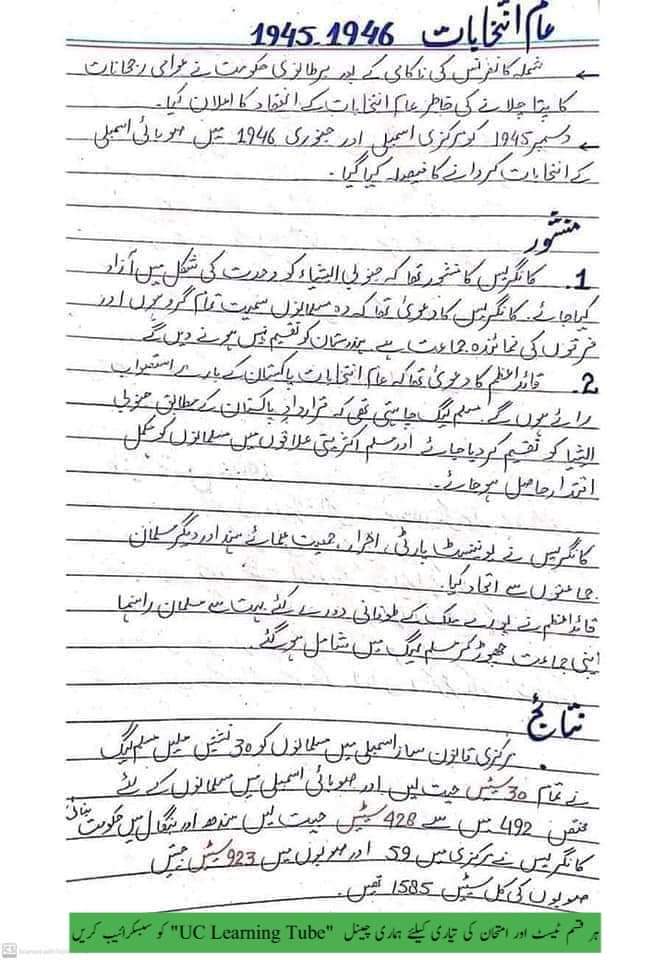 عام انتخابات 1945-1946
← شملہ کانفرنس کی ناکامی کے بعد برطانوی حکومت نے عوامی رجحانات
کا پتا چلانے کی خاطر عام انتخابات کے انعقاد کا اعلان کیا۔
← دسمبر 1945 کو مرکزی اسمبلی اور جنوری 1946 میں صوبائی اسمبلی
کے انتخابات کروانے کا فیصلہ کیا گیا۔
منشور
1. کانگریس کا منشور تھا کہ جنوبی ایشیاء کو وحدت کی شکل میں آزاد
کیا جائے۔ کانگریس کا دعویٰ تھا کہ وہ مسلمانوں سمیت تمام گروہوں اور
فرقوں کی نمائندہ جماعت ہے۔ ہندوستان کو تقسیم نہیں ہونے دیں گے
2. قائداعظم کا دعویٰ تھا کہ عام انتخابات پاکستان کے بارے استصواب
رائے ہوں گے۔ مسلم لیگ چاہتی تھی کہ قرارداد پاکستان کے مطابق جنوبی
ایشیا کو تقسیم کر دیا جائے اور مسلم اکثریتی علاقوں میں مسلمانوں کو مکمل
اقتدار حاصل ہو جائے۔
کانگریس نے یونینسٹ پارٹی، احرار، جمیت علمائے ہند اور دیگر مسلمان
جماعتوں سے اتحاد کیا۔
قائداعظم نے پورے ملک کے طوفانی دورے کئے بہت سے مسلمان راہنما
اپنی جماعت چھوڑ کر مسلم لیگ میں شامل ہو گئے۔
نتائج
. مرکزی قانون ساز اسمبلی میں مسلمانوں کو 30 نشتیں ملیں مسلم لیگ
نے تمام 30 سیٹیں جیت لیں اور صوبائی اسمبلی میں مسلمانوں کے لئے
مختص 492 میں سے 428 سیٹیں جیت لیں سندھ اور بنگال میں حکومت بنائی
کانگریس نے مرکزی میں 59 اور صوبوں میں 923 سیٹیں جیتیں
صوبوں کی کل سیٹیں 1585 تھیں۔
ہر قسم ٹیسٹ اور امتحان کی تیاری کیلئے ہماری چینل "UC Learning Tube" کو سبسکرائیب کریں